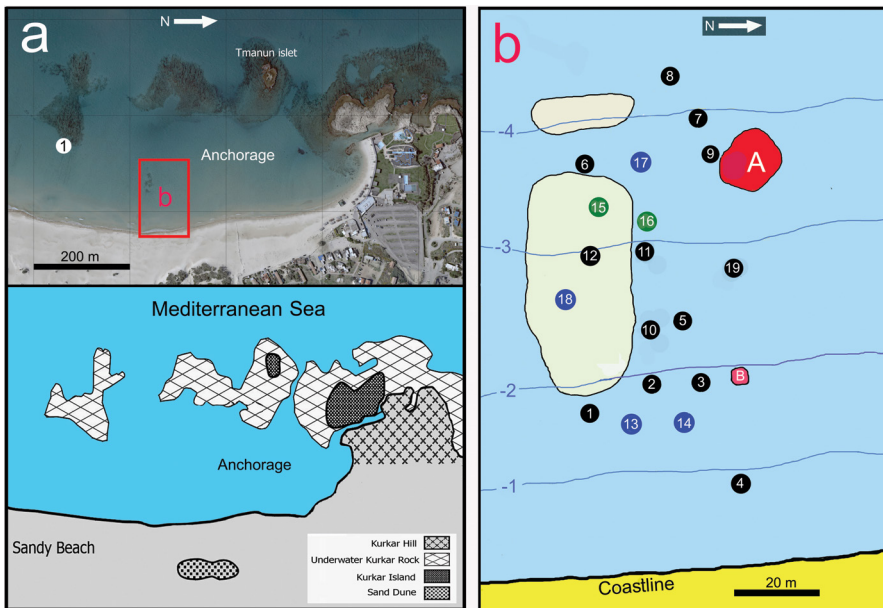 a
N
Tmanun islet
1
Anchorage
b
200 m
Mediterranean Sea
Anchorage
Sandy Beach
Kurkar Hill
Underwater Kurkar Rock
Kurkar Island
Sand Dune
b
N
8
7
-4
9
A
17
6
15
16
11
-3
12
19
18
5
10
B
2
3
-2
1
13
14
4
-1
Coastline
20 m